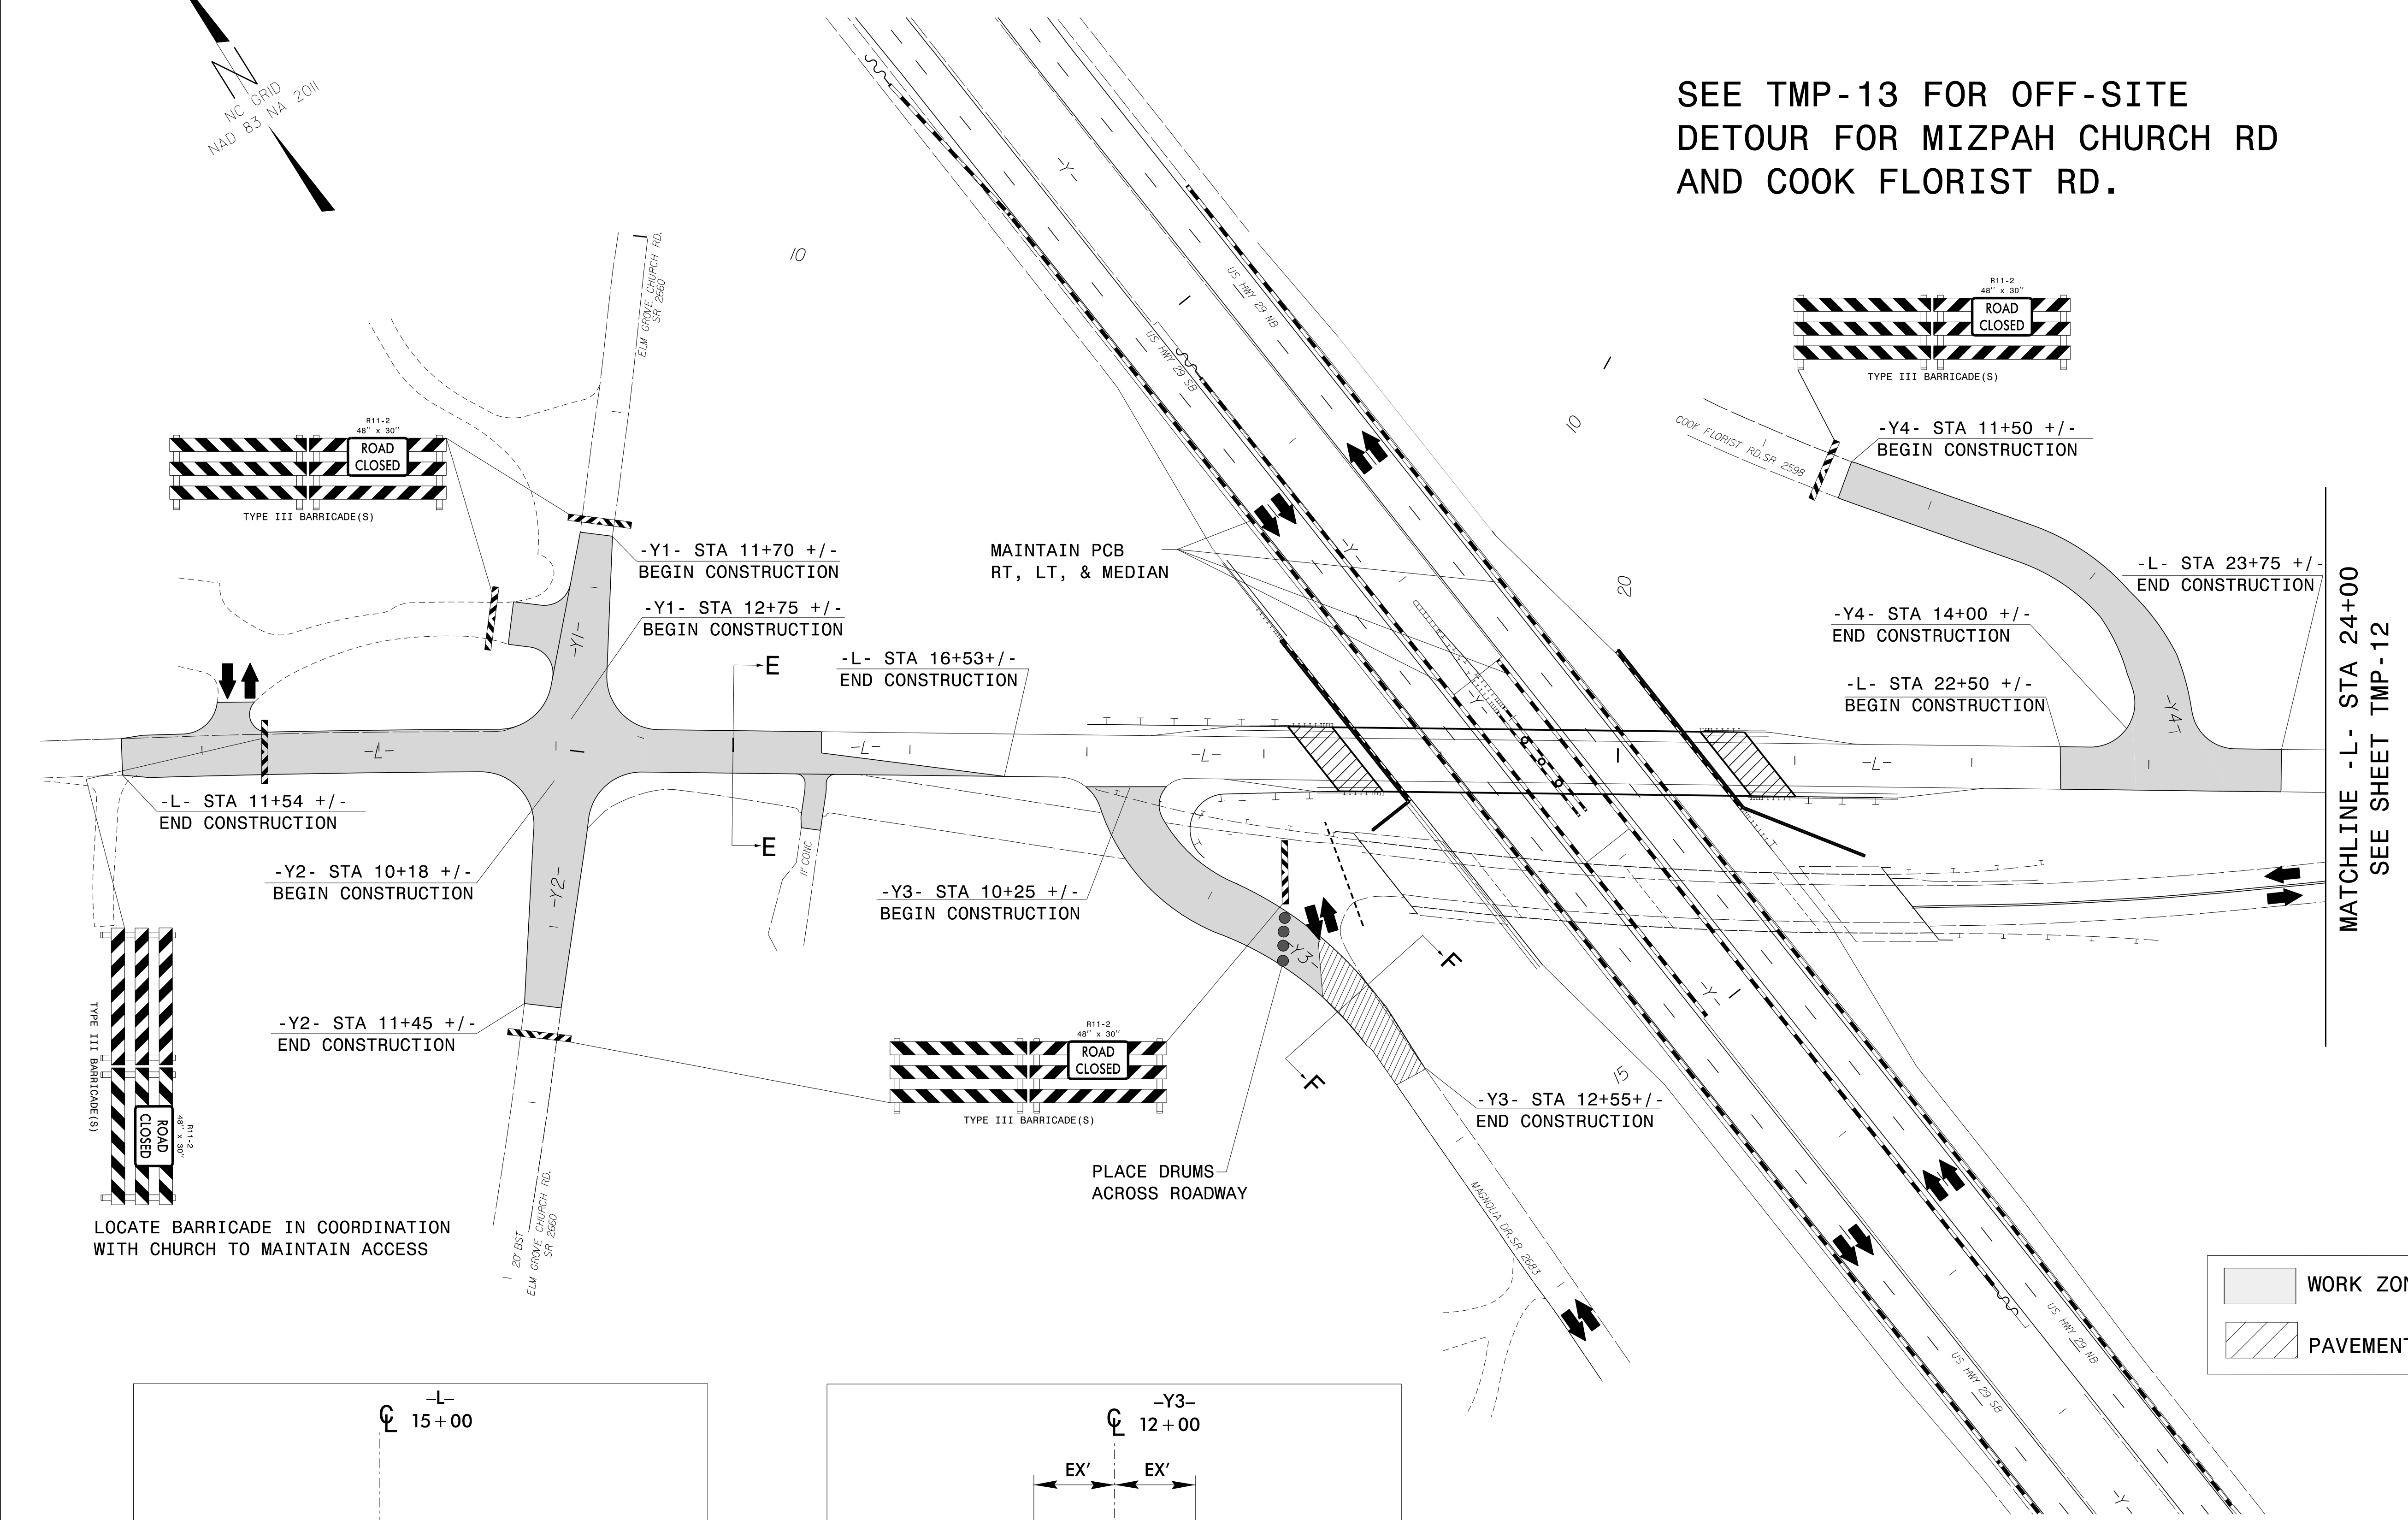 NC GRID
NAD 83 NA 2011
SEE TMP-13 FOR OFF-SITE
DETOUR FOR MIZPAH CHURCH RD
AND COOK FLORIST RD.
-Y-
10
ELM GROVE CHURCH RD.
SR 2660
US HWY 29 NB
US HWY 29 SB
R11-2
48" x 30"
ROAD
CLOSED
TYPE III BARRICADE(S)
10
COOK FLORIST RD.SR 2598
-Y4- STA 11+50 +/-
BEGIN CONSTRUCTION
R11-2
48" x 30"
ROAD
CLOSED
TYPE III BARRICADE(S)
-Y1- STA 11+70 +/-
BEGIN CONSTRUCTION
-Y1- STA 12+75 +/-
BEGIN CONSTRUCTION
-Y1-
MAINTAIN PCB
RT, LT, & MEDIAN
-Y-
20
-L- STA 23+75 +/-
END CONSTRUCTION
-Y4- STA 14+00 +/-
END CONSTRUCTION
-L- STA 22+50 +/-
BEGIN CONSTRUCTION
-Y4-
MATCHLINE -L- STA 24+00
SEE SHEET TMP-12
E
-L- STA 16+53+/-
END CONSTRUCTION
-Y-
-L-
-L-
-L-
-L-
-L- STA 11+54 +/-
END CONSTRUCTION
E
11' CONC
-Y2- STA 10+18 +/-
BEGIN CONSTRUCTION
-Y2-
-Y3- STA 10+25 +/-
BEGIN CONSTRUCTION
-Y3-
F
F
-Y-
15
-Y2- STA 11+45 +/-
END CONSTRUCTION
R11-2
48" x 30"
ROAD
CLOSED
TYPE III BARRICADE(S)
R11-2
48" x 30"
ROAD
CLOSED
TYPE III BARRICADE(S)
-Y3- STA 12+55+/-
END CONSTRUCTION
PLACE DRUMS
ACROSS ROADWAY
LOCATE BARRICADE IN COORDINATION
WITH CHURCH TO MAINTAIN ACCESS
20' BST
ELM GROVE CHURCH RD.
SR 2660
MAGNOLIA DR.SR 2683
US HWY 29 NB
US HWY 29 SB
-Y-
WORK ZON
PAVEMENT
-L-
CL 15+00
-Y3-
CL 12+00
EX' EX'